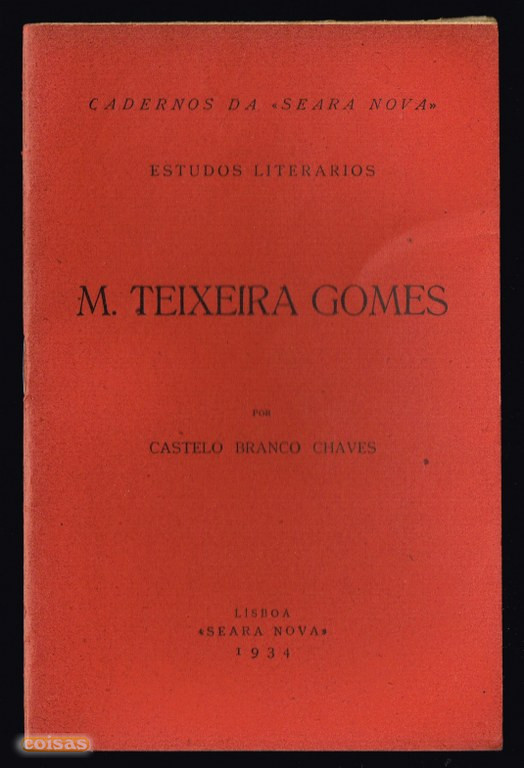 CADERNOS DA «SEARA NOVA»
ESTUDOS LITERARIOS
M. TEIXEIRA GOMES
POR
CASTELO BRANCO CHAVES
LISBOA
«SEARA NOVA»
1934
coisas